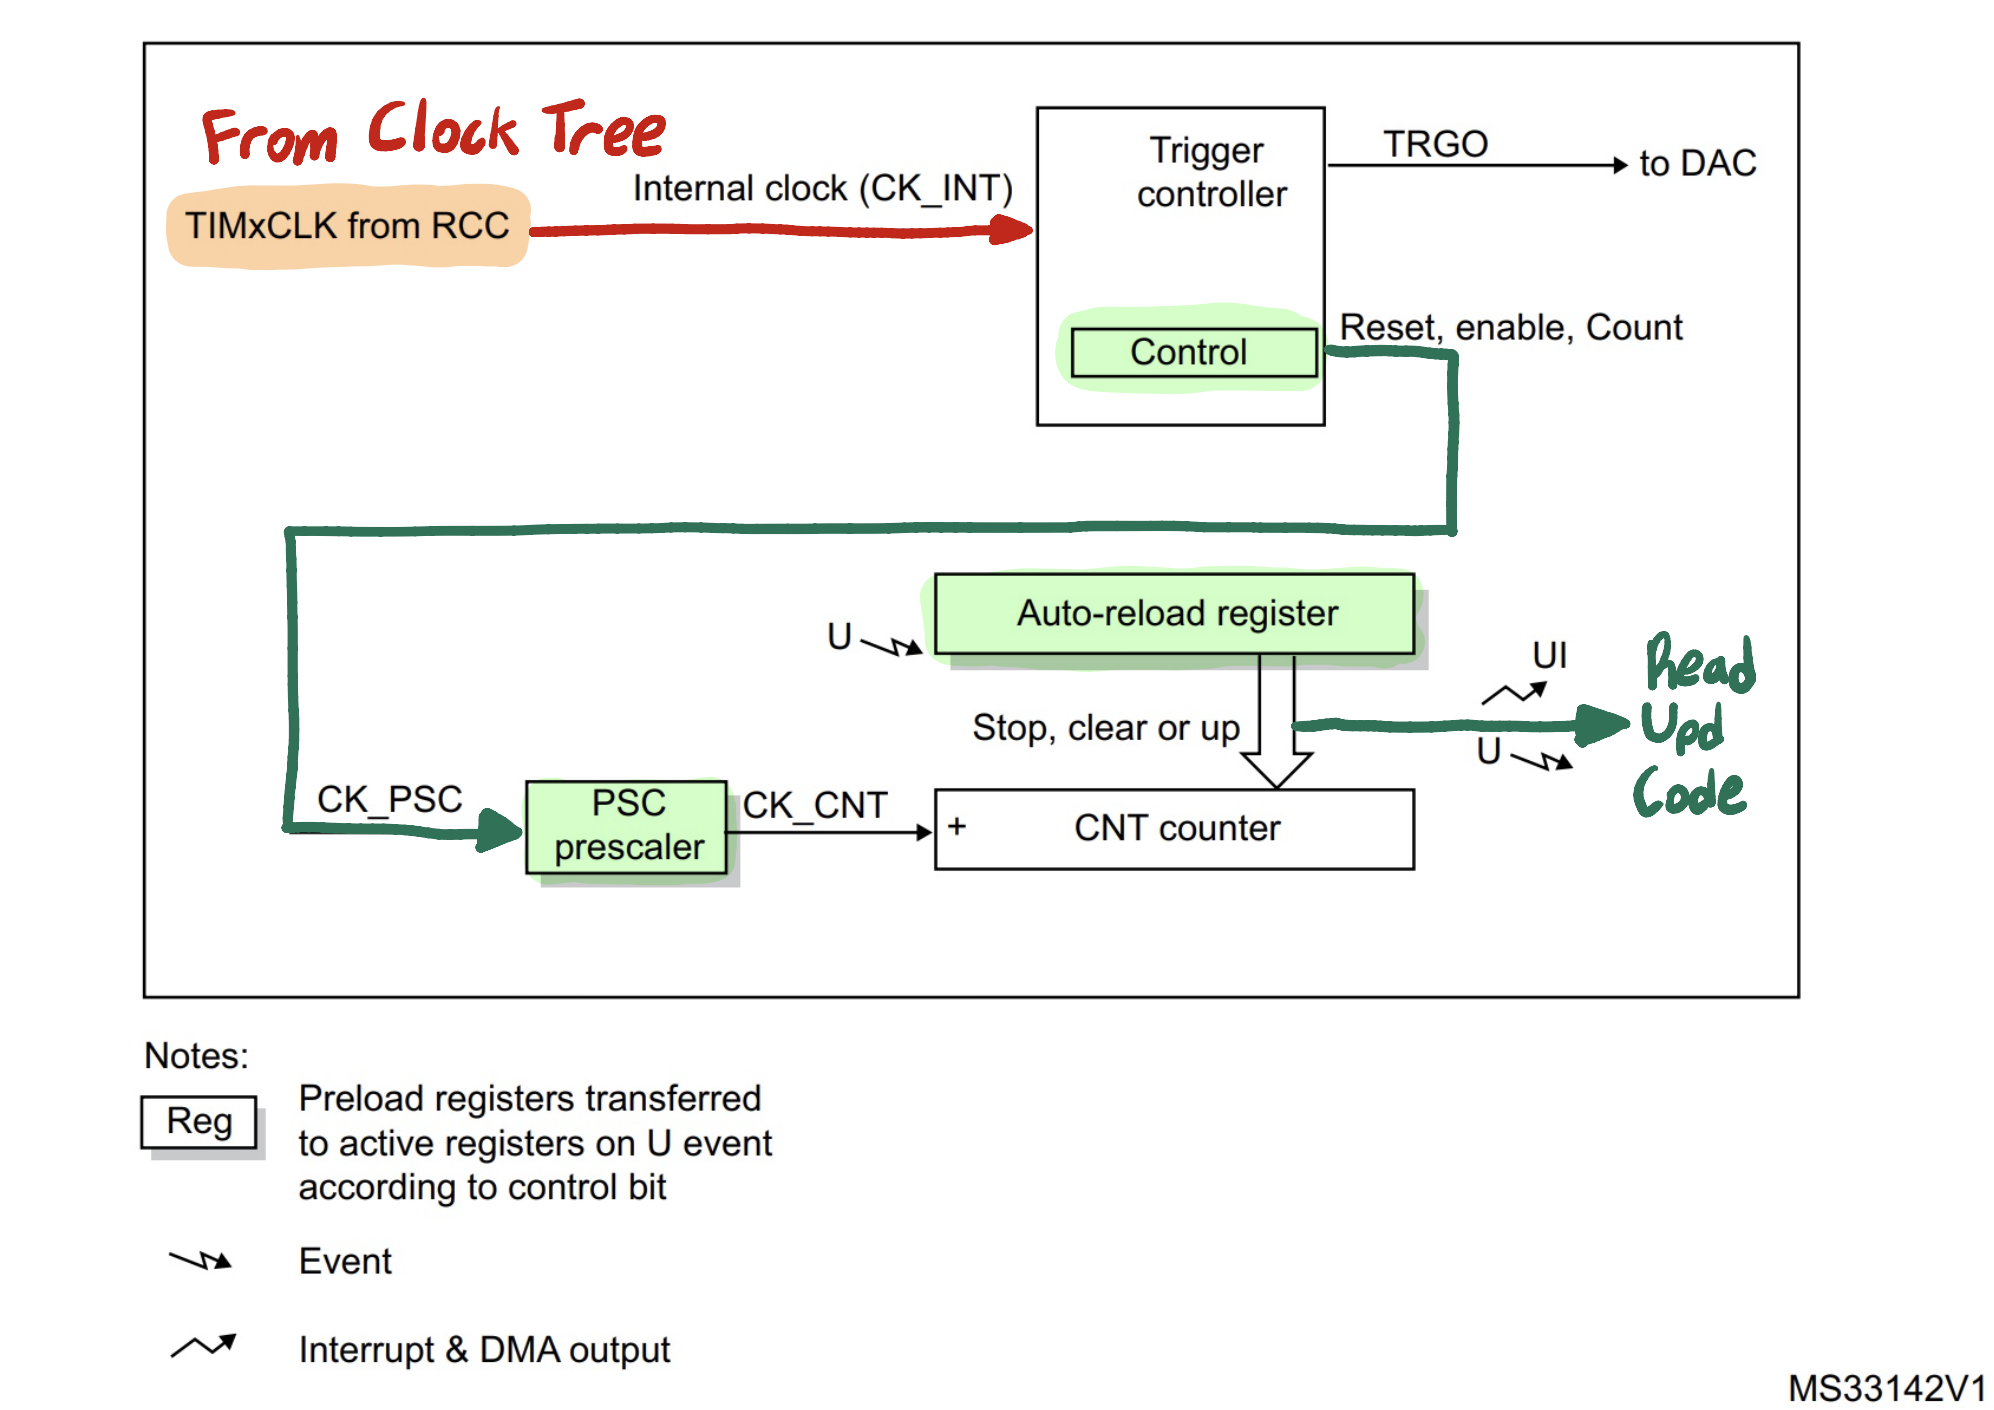 From Clock Tree
TIMxCLK from RCC
Internal clock (CK_INT)
Trigger
controller
TRGO
to DAC
Control
Reset, enable, Count
Auto-reload register
U
Stop, clear or up
UI
U
Read
Upd
Code
CK_PSC
PSC
prescaler
CK_CNT
+
CNT counter
Notes:
Reg
Preload registers transferred
to active registers on U event
according to control bit
Event
Interrupt & DMA output
MS33142V1